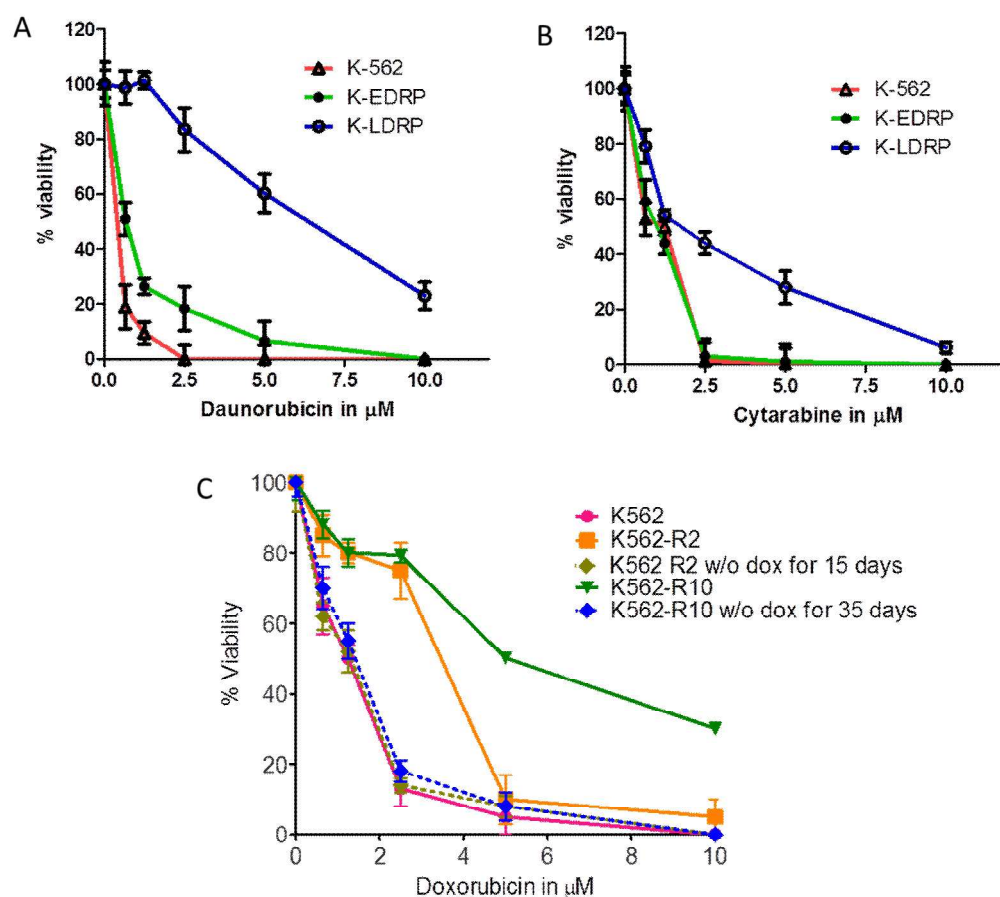 A
120
100
80
60
40
20
0
% viability
0.0
2.5
5.0
7.5
10.0
Daunorubicin in µM
K-562
K-EDRP
K-LDRP
B
120
100
80
60
40
20
0
% viability
0.0
2.5
5.0
7.5
10.0
Cytarabine in µM
K-562
K-EDRP
K-LDRP
C
100
80
60
40
20
0
% Viability
0
2
4
6
8
10
Doxorubicin in µM
K562
K562-R2
K562 R2 w/o dox for 15 days
K562-R10
K562-R10 w/o dox for 35 days